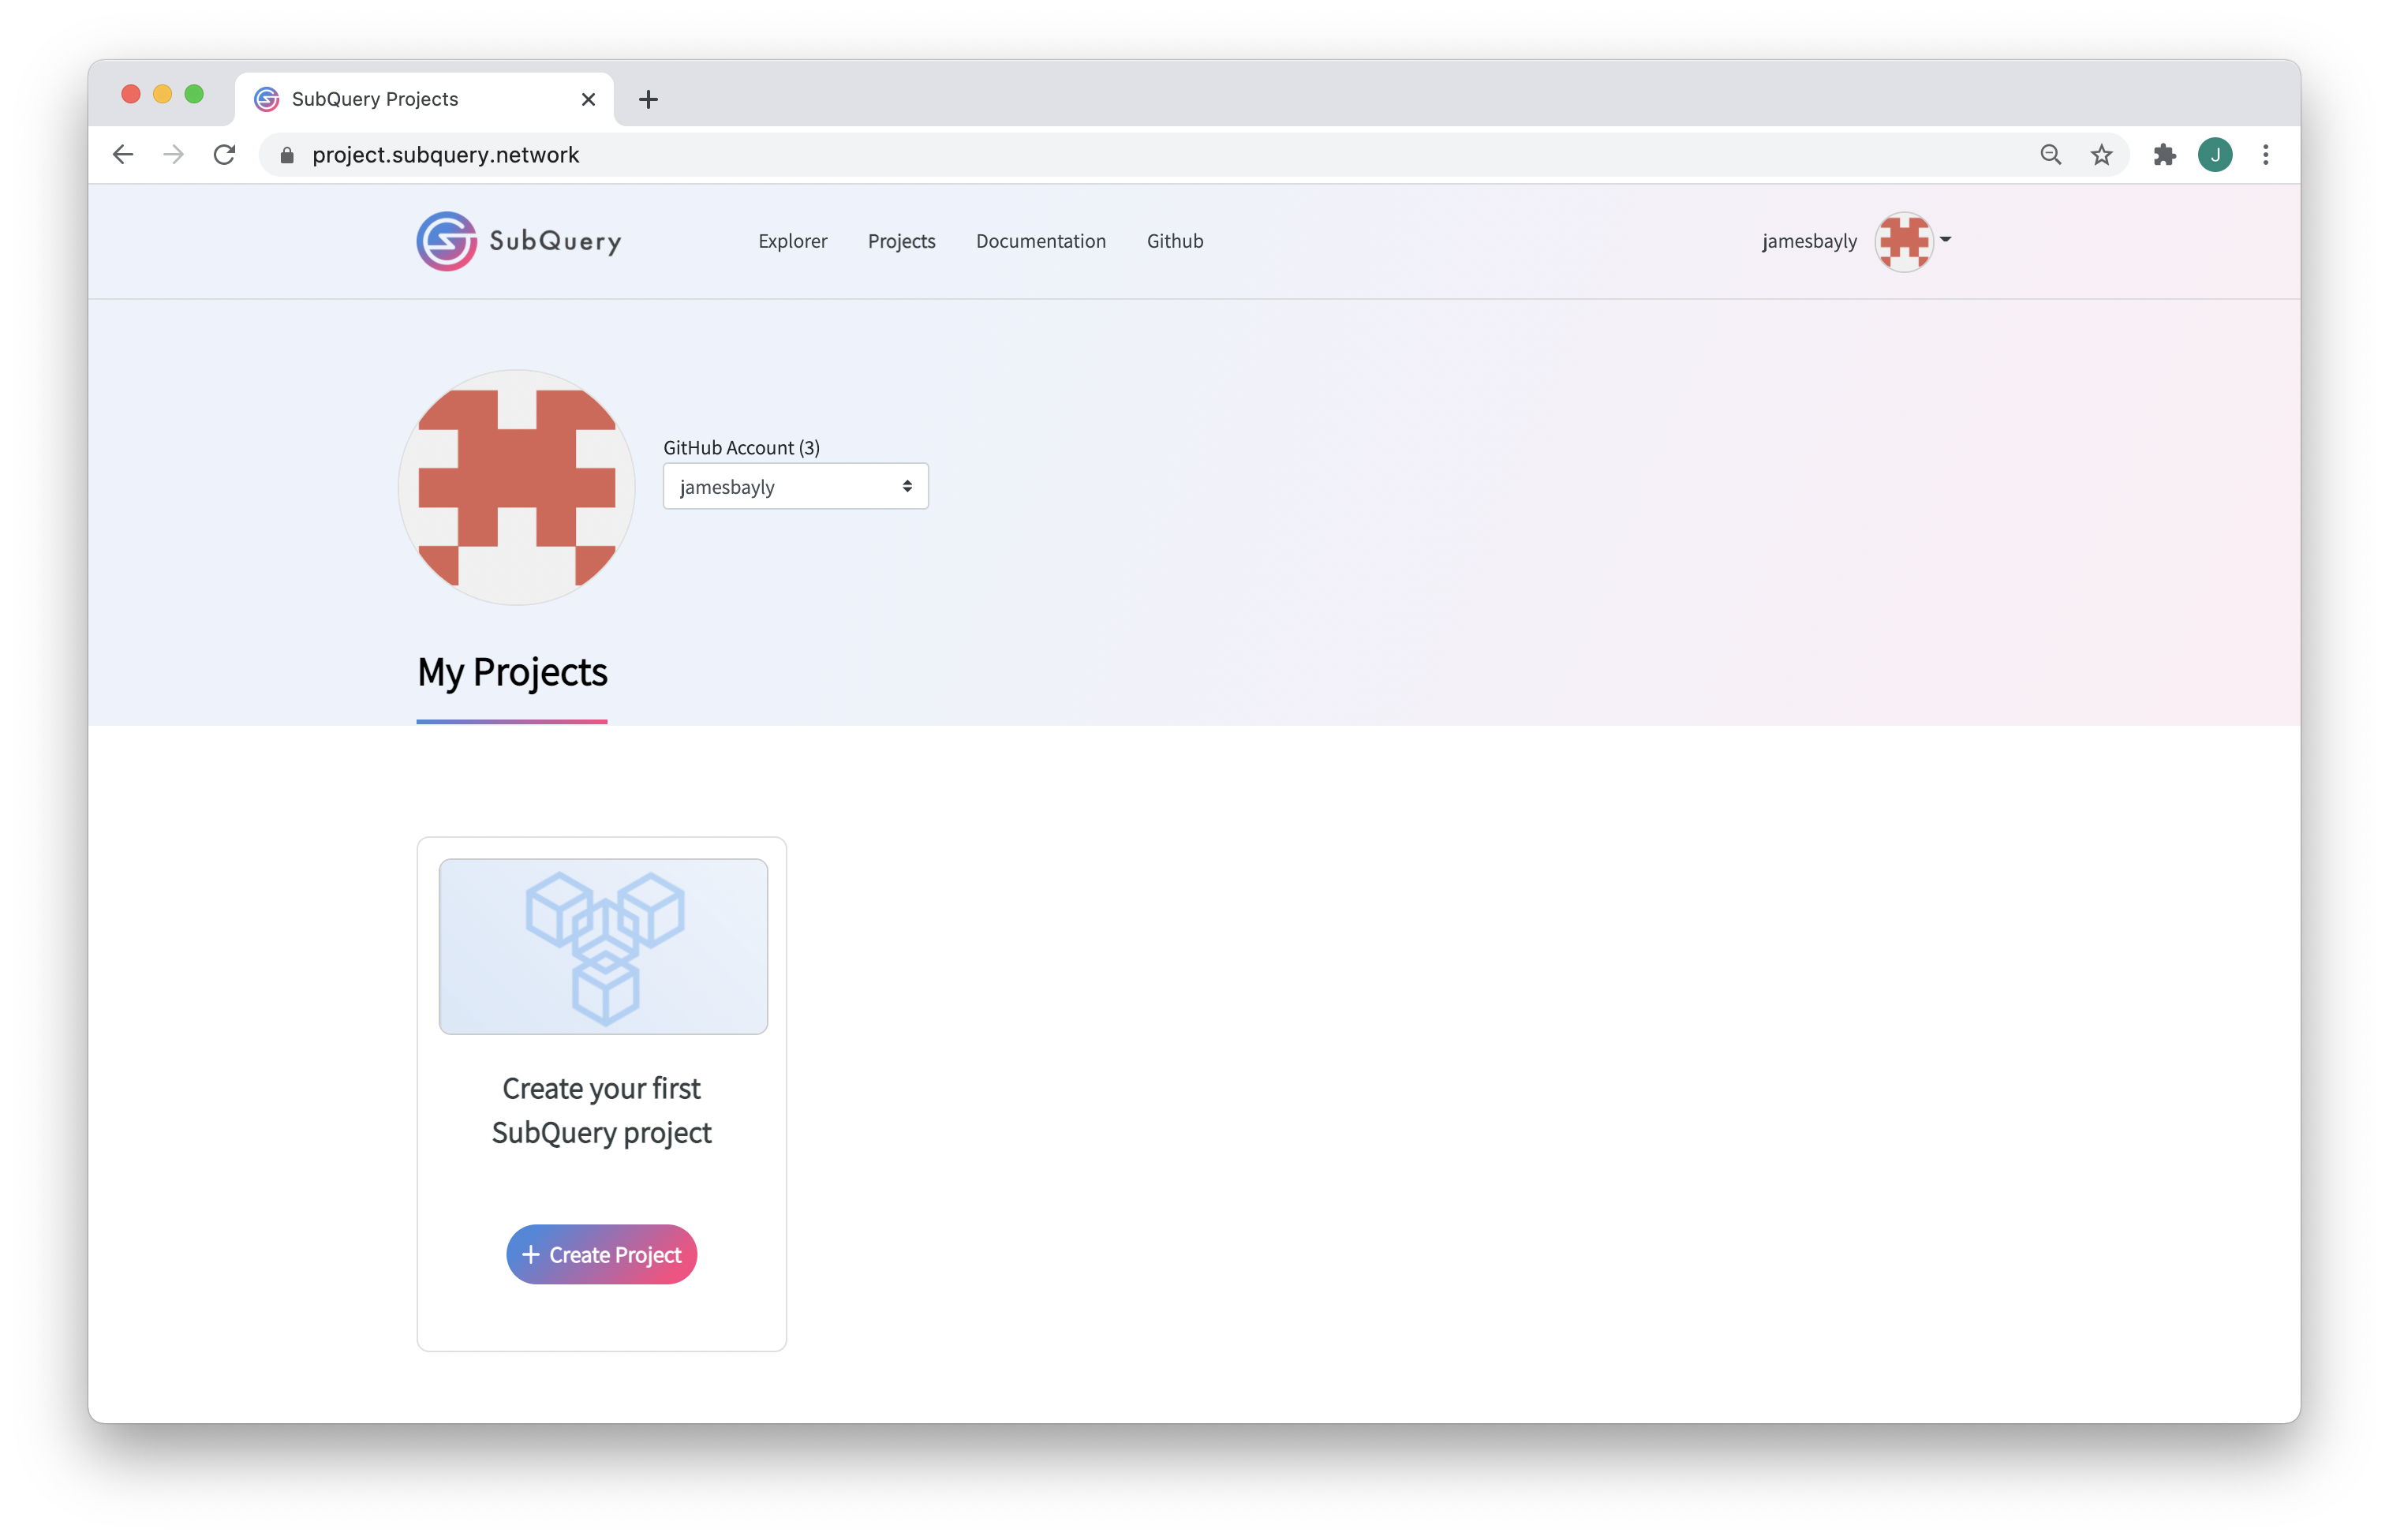 SubQuery Projects
project.subquery.network
J
SubQuery
Explorer
Projects
Documentation
Github
jamesbayly
GitHub Account (3)
jamesbayly
My Projects
Create your first
SubQuery project
+ Create Project